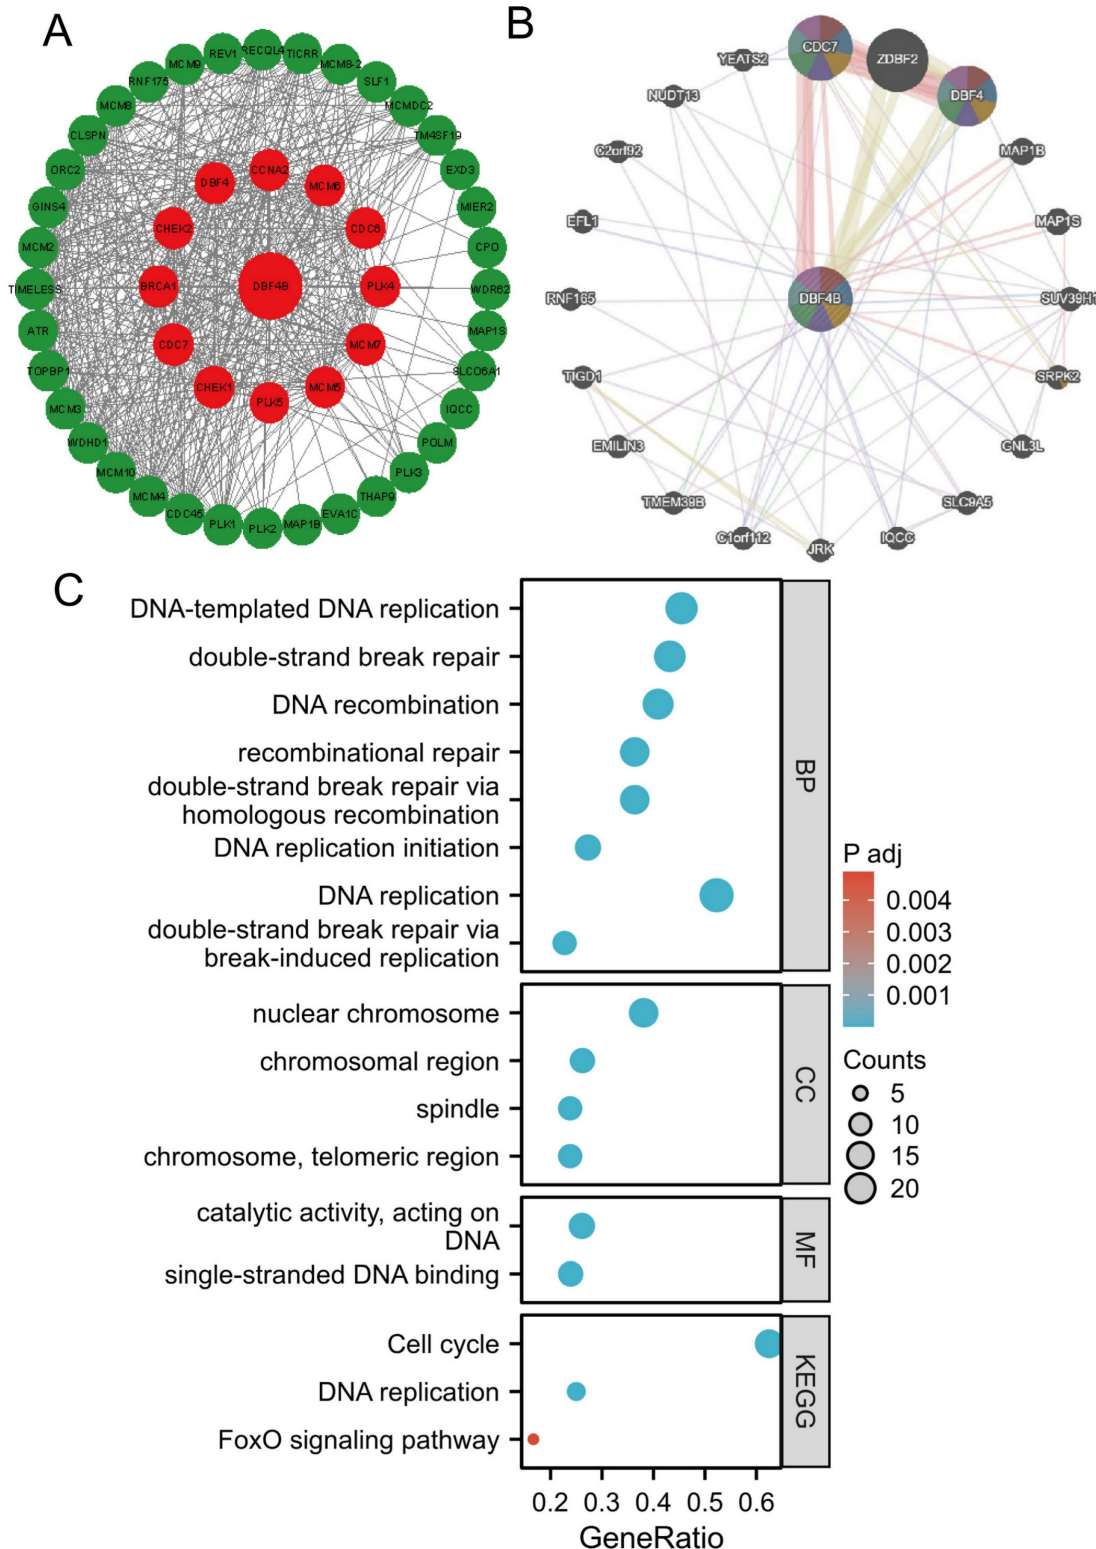 A
RECQL4
TICRR
MCM8-2
SLF1
MCMDC2
TM4SF19
EXD3
MIER2
CPO
WDR62
MAP1S
SLCO6A1
IQCC
POLM
PLK3
THAP9
EVA1C
MAP1B
PLK2
PLK1
CDC45
MCM4
MCM10
WDHD1
MCM3
TOPBP1
ATR
TIMELESS
MCM2
GINS4
ORC2
CLSPN
MCM8
RNF175
MCM9
REV1
CCNA2
MCM6
CDC6
PLK4
MCM7
MCM5
PLK5
CHEK1
CDC7
BRCA1
CHEK2
DBF4
DBF4B
B
CDC7
ZDBF2
DBF4
MAP1B
MAP1S
SUV39H1
SRPK2
GNL3L
SLC9A5
IQCC
JRK
C1orf112
TMEM39B
EMILIN3
TIGD1
RNF165
EFL1
C2orf92
NUDT13
YEATS2
DBF4B
C
DNA-templated DNA replication
double-strand break repair
DNA recombination
recombinational repair
double-strand break repair via
homologous recombination
DNA replication initiation
DNA replication
double-strand break repair via
break-induced replication
BP
nuclear chromosome
chromosomal region
spindle
chromosome, telomeric region
CC
catalytic activity, acting on
DNA
single-stranded DNA binding
MF
Cell cycle
DNA replication
FoxO signaling pathway
KEGG
0.2 0.3 0.4 0.5 0.6
GeneRatio
P adj
0.004
0.003
0.002
0.001
Counts
5
10
15
20